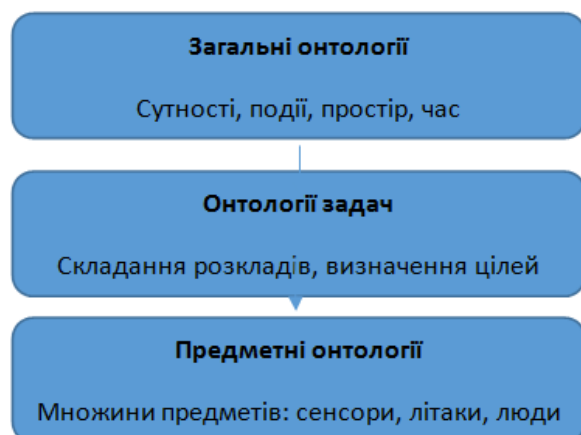 Загальні онтології
Сутності, події, простір, час
Онтології задач
Складання розкладів, визначення цілей
Предметні онтології
Множини предметів: сенсори, літаки, люди